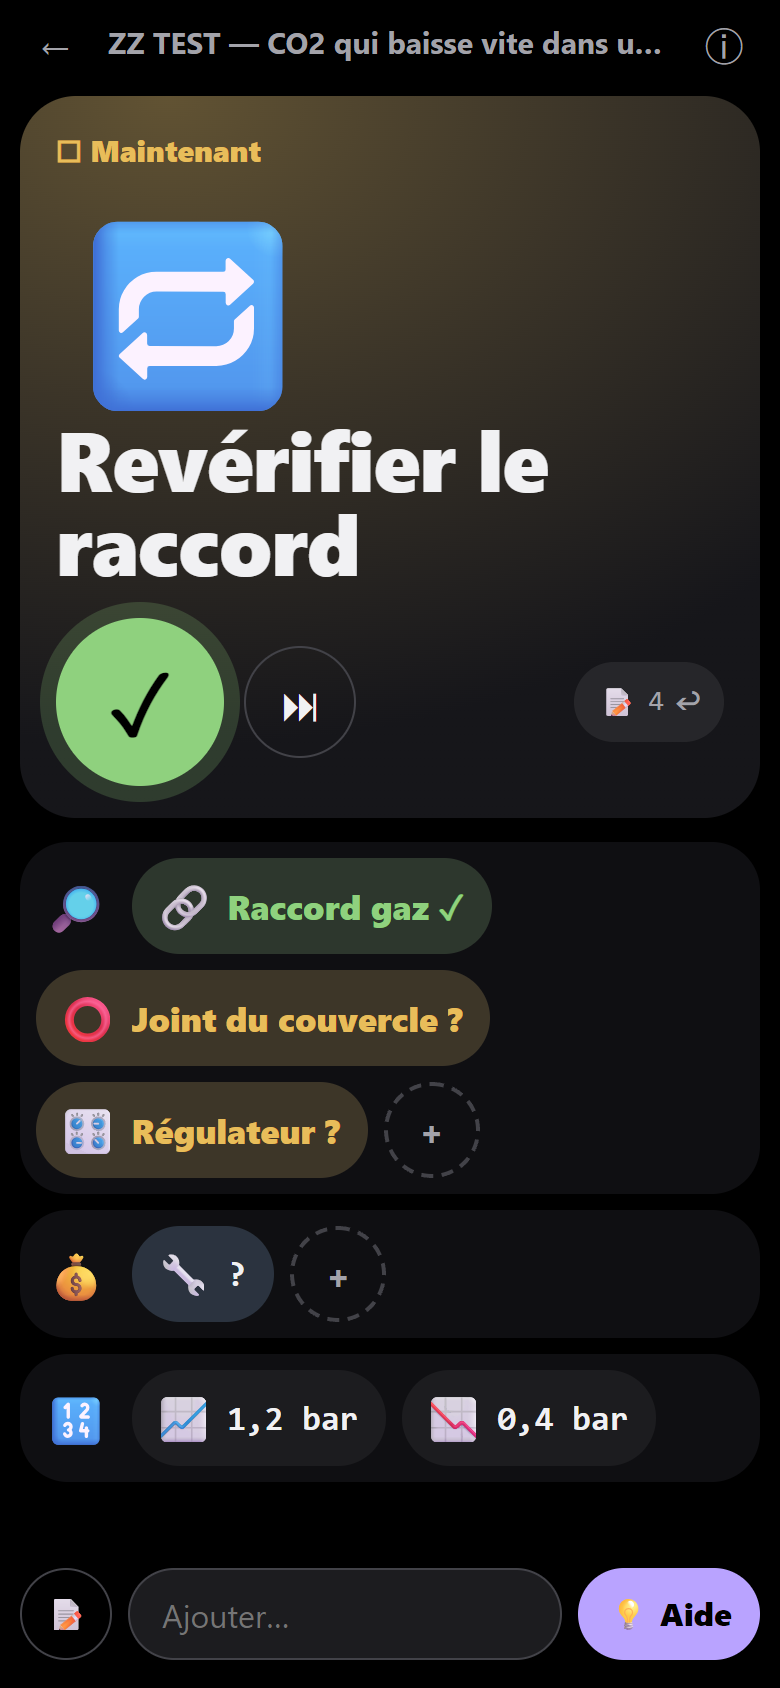 ZZ TEST — CO2 qui baisse vite dans u...
Maintenant
Revérifier le
raccord
4
Raccord gaz ✓
Joint du couvercle ?
Régulateur ?
+
?
+
1,2 bar
0,4 bar
Ajouter...
Aide